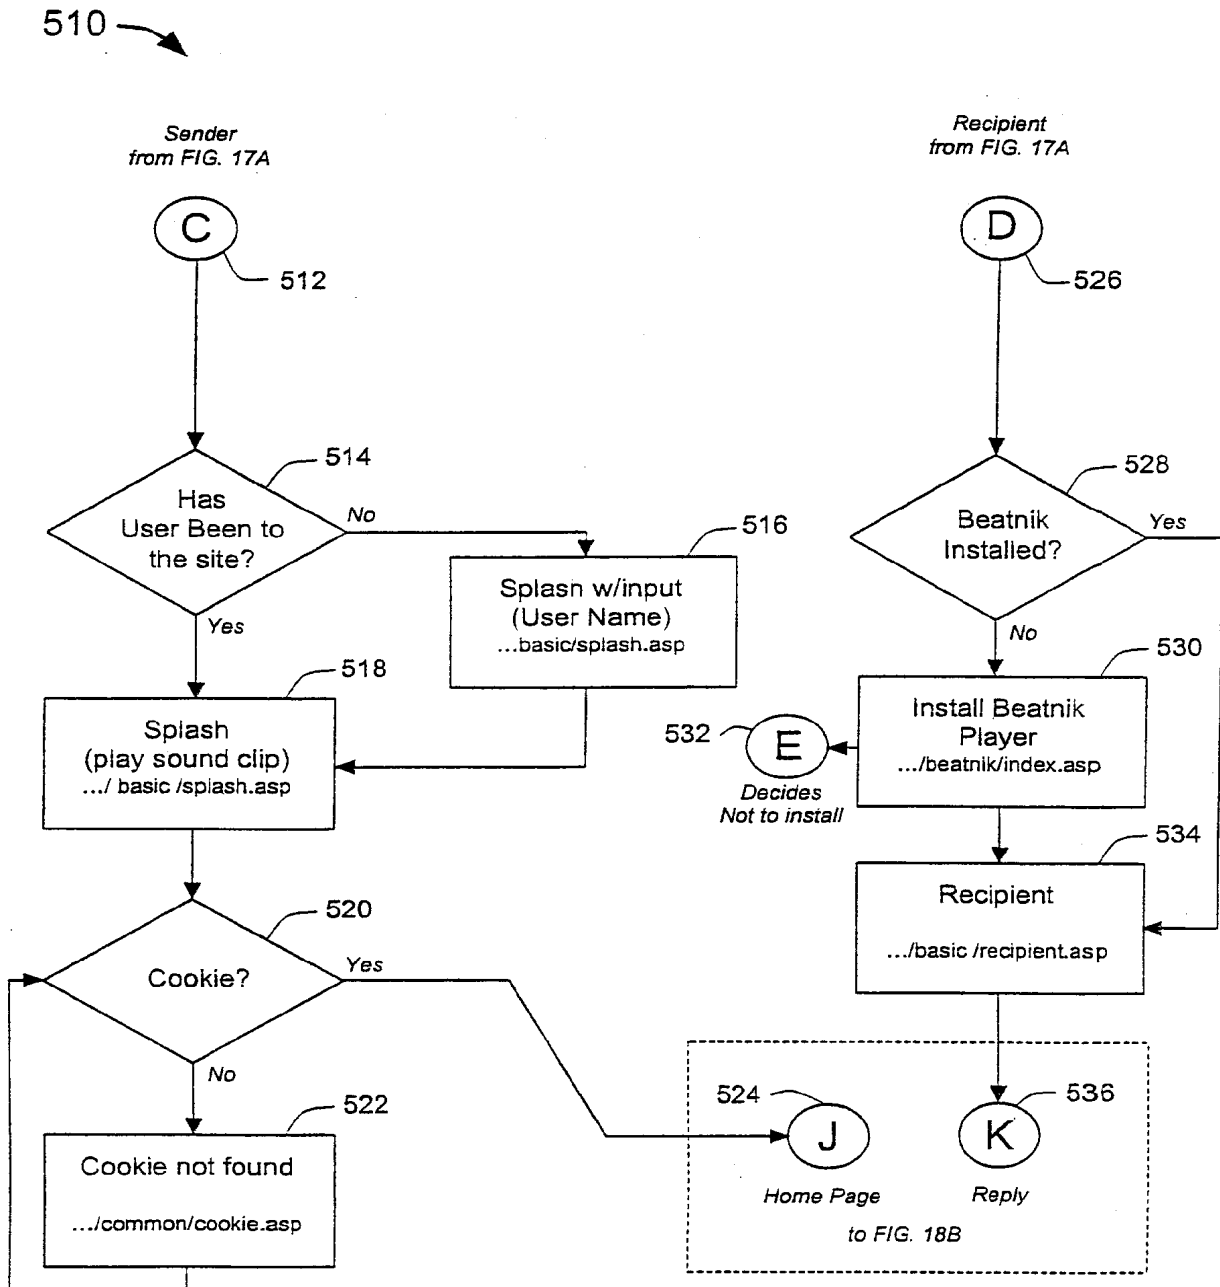 510
Sender
from FIG. 17A
C
512
514
Has
User Been to
the site?
No
Yes
516
Splasn w/input
(User Name)
...basic/splash.asp
518
Splash
(play sound clip)
.../ basic /splash.asp
520
Cookie?
Yes
No
522
Cookie not found
.../common/cookie.asp
Recipient
from FIG. 17A
D
526
528
Beatnik
Installed?
Yes
No
530
Install Beatnik
Player
.../beatnik/index.asp
532
E
Decides
Not to install
534
Recipient
.../basic /recipient.asp
524
J
Home Page
536
K
Reply
to FIG. 18B